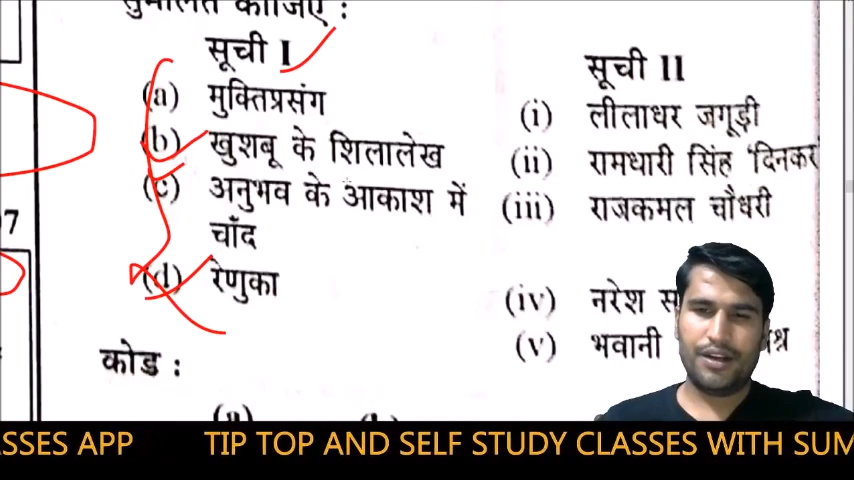 सुमेलित कीजिए :
सूची I
(a) मुक्तिप्रसंग
(b) खुशबू के शिलालेख
(c) अनुभव के आकाश में
चाँद
(d) रेणुका
सूची II
(i) लीलाधर जगूड़ी
(ii) रामधारी सिंह 'दिनकर'
(iii) राजकमल चौधरी
(iv) नरेश
(v) भवानी
कोड :
(a) (b)
7
ASSES APP TIP TOP AND SELF STUDY CLASSES WITH SUM